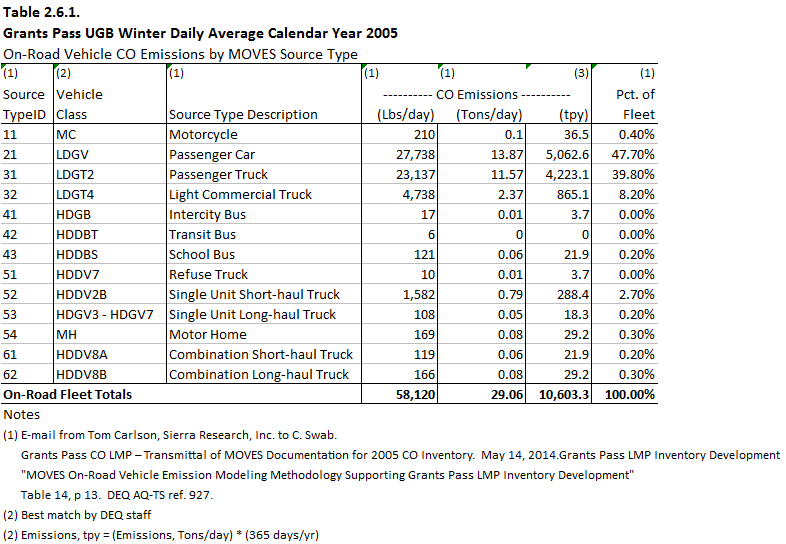 Table 2.6.1.
Grants Pass UGB Winter Daily Average Calendar Year 2005
On-Road Vehicle CO Emissions by MOVES Source Type
(1) (2) (1) (1) (1) (3) (1)
Source Vehicle ---------- CO Emissions ---------- Pct. of
TypeID Class Source Type Description (Lbs/day) (Tons/day) (tpy) Fleet
11 MC Motorcycle 210 0.1 36.5 0.40%
21 LDGV Passenger Car 27,738 13.87 5,062.6 47.70%
31 LDGT2 Passenger Truck 23,137 11.57 4,223.1 39.80%
32 LDGT4 Light Commercial Truck 4,738 2.37 865.1 8.20%
41 HDGB Intercity Bus 17 0.01 3.7 0.00%
42 HDDBT Transit Bus 6 0 0 0.00%
43 HDDBS School Bus 121 0.06 21.9 0.20%
51 HDDV7 Refuse Truck 10 0.01 3.7 0.00%
52 HDDV2B Single Unit Short-haul Truck 1,582 0.79 288.4 2.70%
53 HDGV3 - HDGV7 Single Unit Long-haul Truck 108 0.05 18.3 0.20%
54 MH Motor Home 169 0.08 29.2 0.30%
61 HDDV8A Combination Short-haul Truck 119 0.06 21.9 0.20%
62 HDDV8B Combination Long-haul Truck 166 0.08 29.2 0.30%
On-Road Fleet Totals 58,120 29.06 10,603.3 100.00%
Notes
(1) E-mail from Tom Carlson, Sierra Research, Inc. to C. Swab.
Grants Pass CO LMP – Transmittal of MOVES Documentation for 2005 CO Inventory. May 14, 2014.Grants Pass LMP Inventory Development
"MOVES On-Road Vehicle Emission Modeling Methodology Supporting Grants Pass LMP Inventory Development"
Table 14, p 13. DEQ AQ-TS ref. 927.
(2) Best match by DEQ staff
(2) Emissions, tpy = (Emissions, Tons/day) * (365 days/yr)